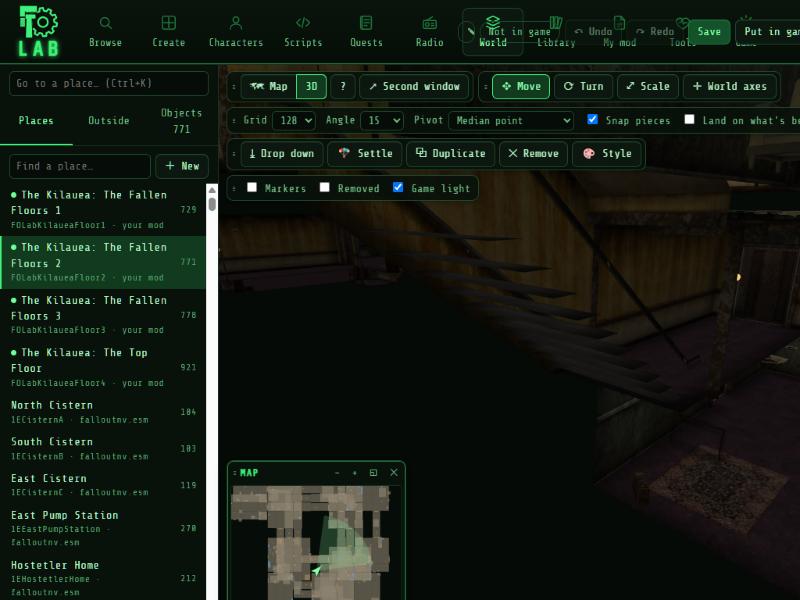 LAB
Browse
Create
Characters
Scripts
Quests
Radio
World
Library
My mod
Tools
Game
Not in game
Undo
Redo
Save
Put in gam
Go to a place… (Ctrl+K)
Places
Outside
Objects
771
Find a place…
+ New
The Kilauea: The Fallen
Floors 1
729
FOLabKilaueaFloor1 · your mod
The Kilauea: The Fallen
Floors 2
771
FOLabKilaueaFloor2 · your mod
The Kilauea: The Fallen
Floors 3
778
FOLabKilaueaFloor3 · your mod
The Kilauea: The Top
Floor
921
FOLabKilaueaFloor4 · your mod
North Cistern
184
1ECisternA · falloutnv.esm
South Cistern
183
1ECisternB · falloutnv.esm
East Cistern
119
1ECisternC · falloutnv.esm
East Pump Station
270
1EEastPumpStation ·
falloutnv.esm
Hostetler Home
212
1EHostetlerHome ·
falloutnv.esm
Map
3D
?
Second window
Move
Turn
Scale
World axes
Grid
128
Angle
15
Pivot
Median point
Snap pieces
Land on what's be
Drop down
Settle
Duplicate
Remove
Style
Markers
Removed
Game light
MAP